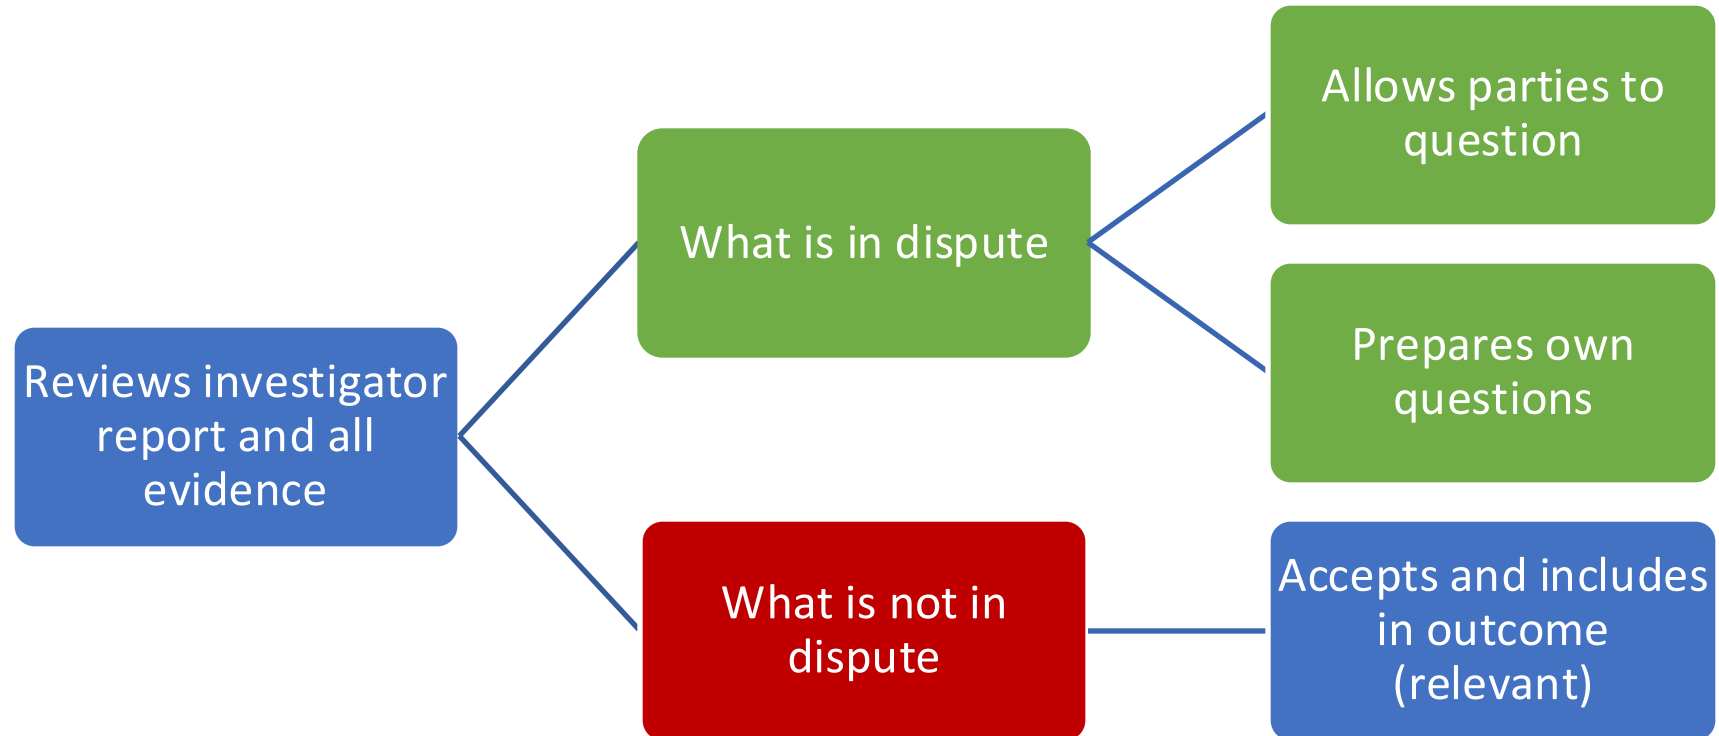 Reviews investigator
report and all
evidence
What is in dispute
Allows parties to
question
Prepares own
questions
What is not in
dispute
Accepts and includes
in outcome
(relevant)